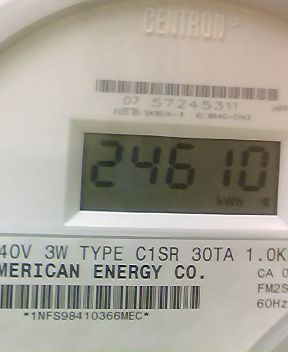 CENTRON®
07 57245311
24610
kWh
40V 3W TYPE C1SR 30TA 1.0K
MERICAN ENERGY CO.
CA 0
FM2S
60Hz
*1NFS98410366MEC*